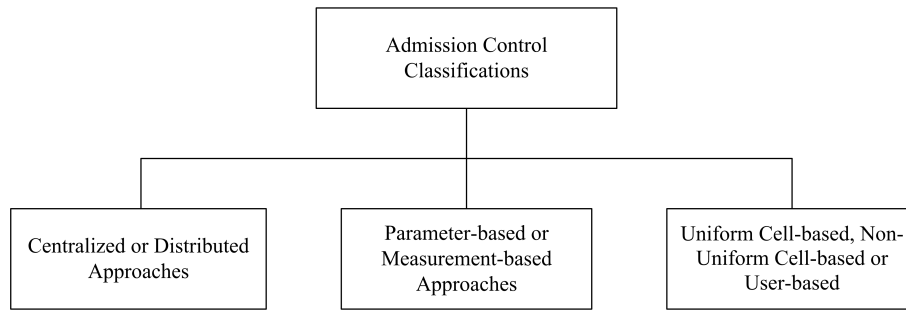 Admission Control
Classifications
Centralized or Distributed
Approaches
Parameter-based or
Measurement-based
Approaches
Uniform Cell-based, Non-
Uniform Cell-based or
User-based